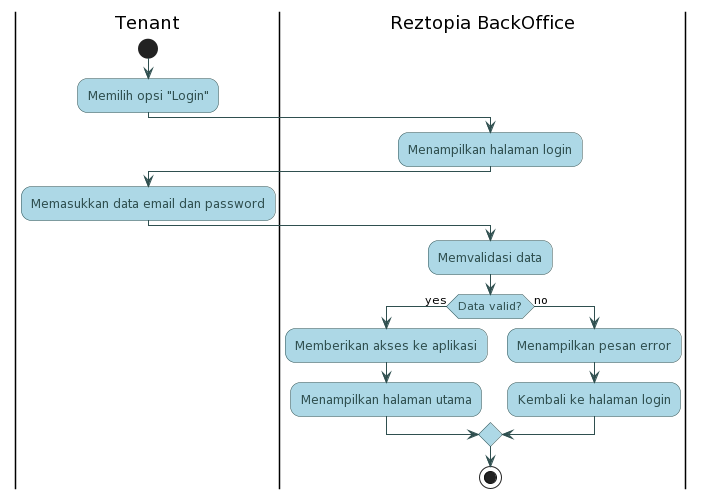 Tenant
Reztopia BackOffice
Memilih opsi "Login"
Menampilkan halaman login
Memasukkan data email dan password
Memvalidasi data
yes
Data valid?
no
Memberikan akses ke aplikasi
Menampilkan pesan error
Menampilkan halaman utama
Kembali ke halaman login